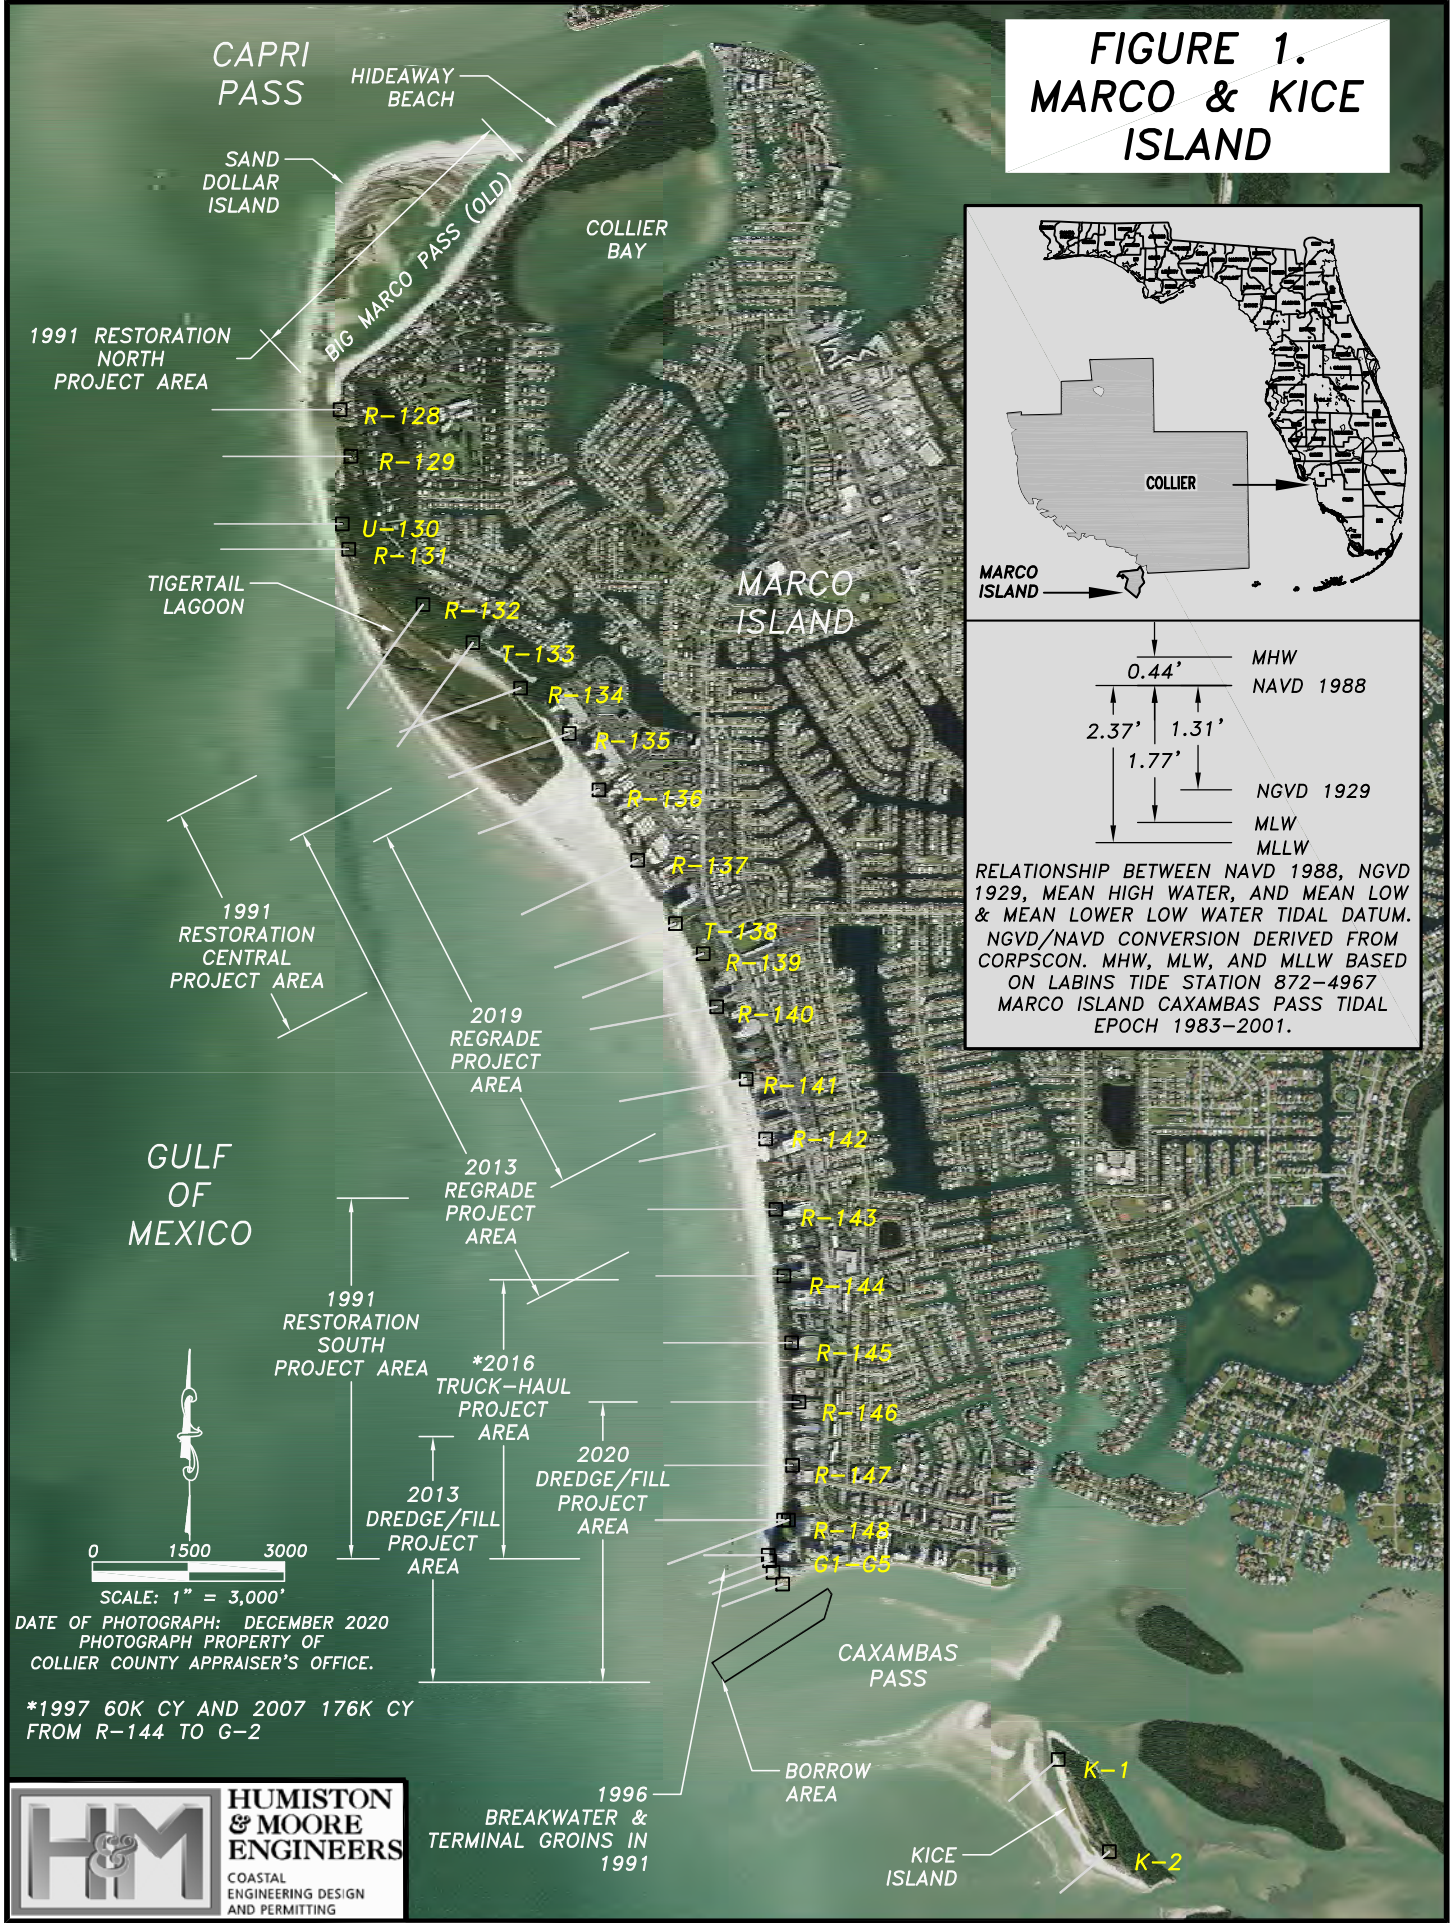 FIGURE 1.
MARCO & KICE
ISLAND
CAPRI
PASS
HIDEAWAY
BEACH
SAND
DOLLAR
ISLAND
COLLIER
BAY
BIG MARCO PASS (OLD)
1991 RESTORATION
NORTH
PROJECT AREA
R-128
R-129
U-130
R-131
TIGERTAIL
LAGOON
R-132
T-133
R-134
R-135
R-136
R-137
T-138
R-139
R-140
R-141
R-142
R-143
R-144
R-145
R-146
R-147
R-148
G1-G5
MARCO
ISLAND
COLLIER
MARCO
ISLAND
MHW
0.44'
NAVD 1988
2.37'
1.31'
1.77'
NGVD 1929
MLW
MLLW
RELATIONSHIP BETWEEN NAVD 1988, NGVD
1929, MEAN HIGH WATER, AND MEAN LOW
& MEAN LOWER LOW WATER TIDAL DATUM.
NGVD/NAVD CONVERSION DERIVED FROM
CORPSCON. MHW, MLW, AND MLLW BASED
ON LABINS TIDE STATION 872-4967
MARCO ISLAND CAXAMBAS PASS TIDAL
EPOCH 1983-2001.
1991
RESTORATION
CENTRAL
PROJECT AREA
2019
REGRADE
PROJECT
AREA
2013
REGRADE
PROJECT
AREA
GULF
OF
MEXICO
1991
RESTORATION
SOUTH
PROJECT AREA
*2016
TRUCK-HAUL
PROJECT
AREA
2020
DREDGE/FILL
PROJECT
AREA
2013
DREDGE/FILL
PROJECT
AREA
0 1500 3000
SCALE: 1" = 3,000'
DATE OF PHOTOGRAPH: DECEMBER 2020
PHOTOGRAPH PROPERTY OF
COLLIER COUNTY APPRAISER'S OFFICE.
*1997 60K CY AND 2007 176K CY
FROM R-144 TO G-2
CAXAMBAS
PASS
BORROW
AREA
1996
BREAKWATER &
TERMINAL GROINS IN
1991
KICE
ISLAND
K-1
K-2
H&M
HUMISTON
& MOORE
ENGINEERS
COASTAL
ENGINEERING DESIGN
AND PERMITTING